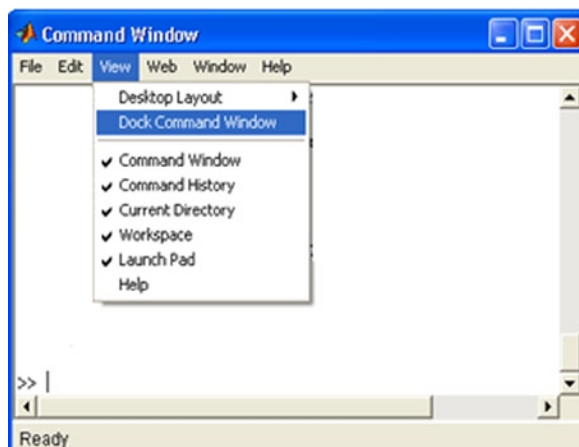 Command Window
File Edit View Web Window Help
Desktop Layout
Dock Command Window
Command Window
Command History
Current Directory
Workspace
Launch Pad
Help
>>
Ready